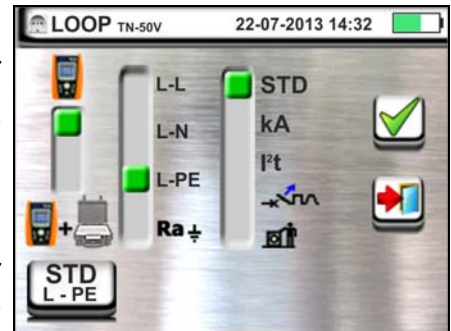 LOOP TN-50V 22-07-2013 14:32
L-L
L-N
L-PE
Ra
STD
kA
I²t
STD
L - PE